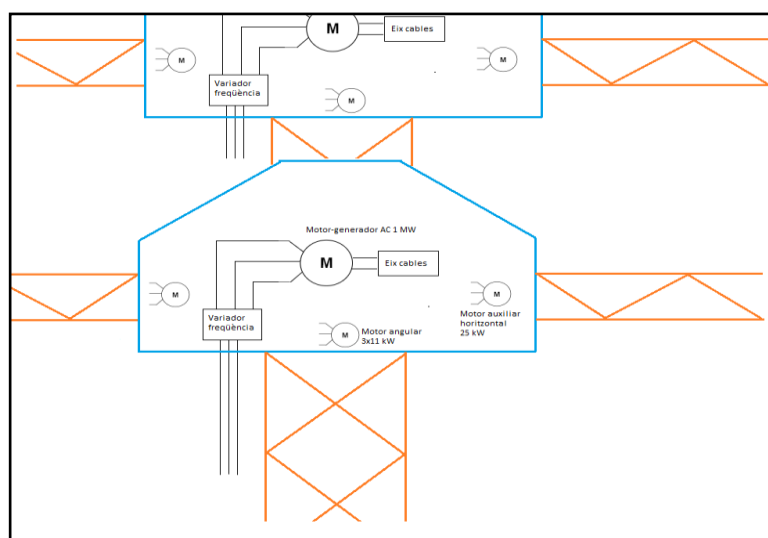 M
Eix cables
M
M
Variador
freqüència
M
Motor-generador AC 1 MW
M
Eix cables
M
M
Variador
freqüència
Motor auxiliar
horitzontal
25 kW
M
Motor angular
3x11 kW